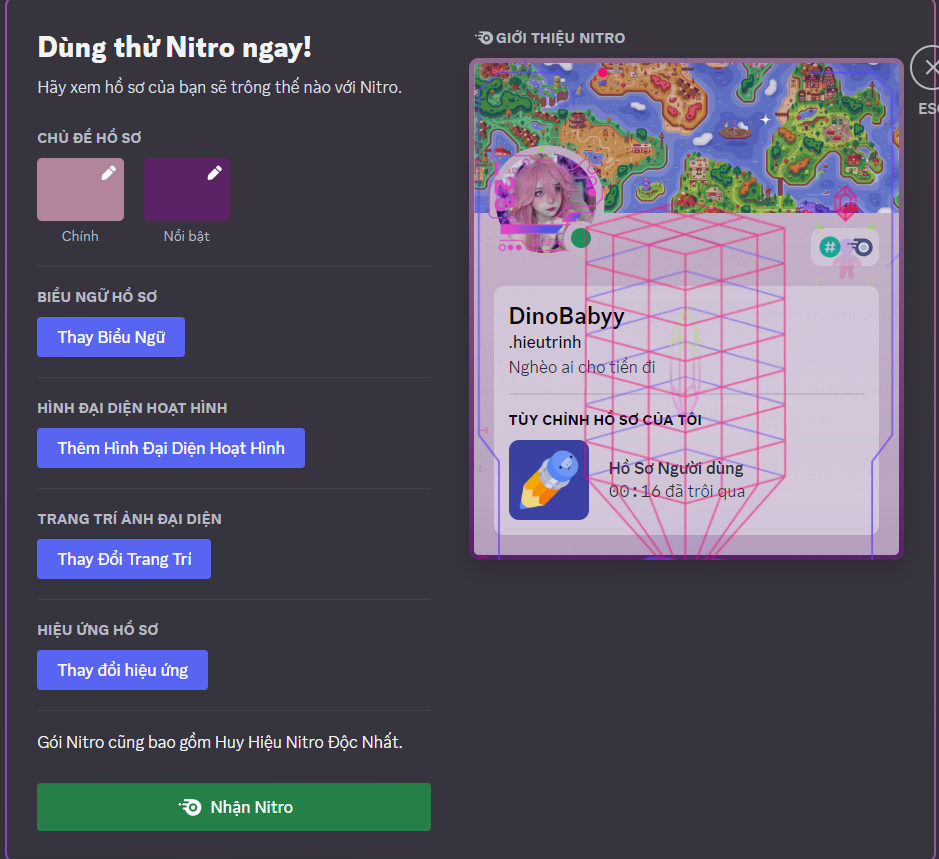 Dùng thử Nitro ngay!
Hãy xem hồ sơ của bạn sẽ trông thế nào với Nitro.
CHỦ ĐỀ HỒ SƠ
Chính
Nổi bật
BIỂU NGỮ HỒ SƠ
Thay Biểu Ngữ
HÌNH ĐẠI DIỆN HOẠT HÌNH
Thêm Hình Đại Diện Hoạt Hình
TRANG TRÍ ẢNH ĐẠI DIỆN
Thay Đổi Trang Trí
HIỆU ỨNG HỒ SƠ
Thay đổi hiệu ứng
Gói Nitro cũng bao gồm Huy Hiệu Nitro Độc Nhất.
Nhận Nitro
GIỚI THIỆU NITRO
#
DinoBabyy
.hieutrinh
Nghèo ai cho tiền đi
TÙY CHỈNH HỒ SƠ CỦA TÔI
Hồ Sơ Người dùng
00:16 đã trôi qua